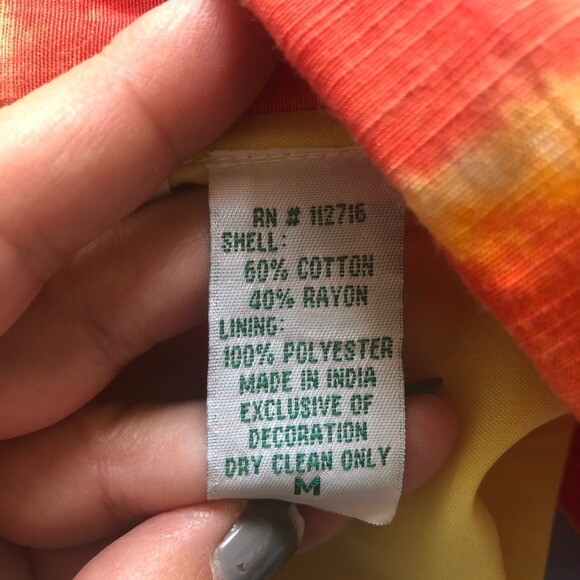 RN # 112716
SHELL:
60% COTTON
40% RAYON
LINING:
100% POLYESTER
MADE IN INDIA
EXCLUSIVE OF
DECORATION
DRY CLEAN ONLY
M